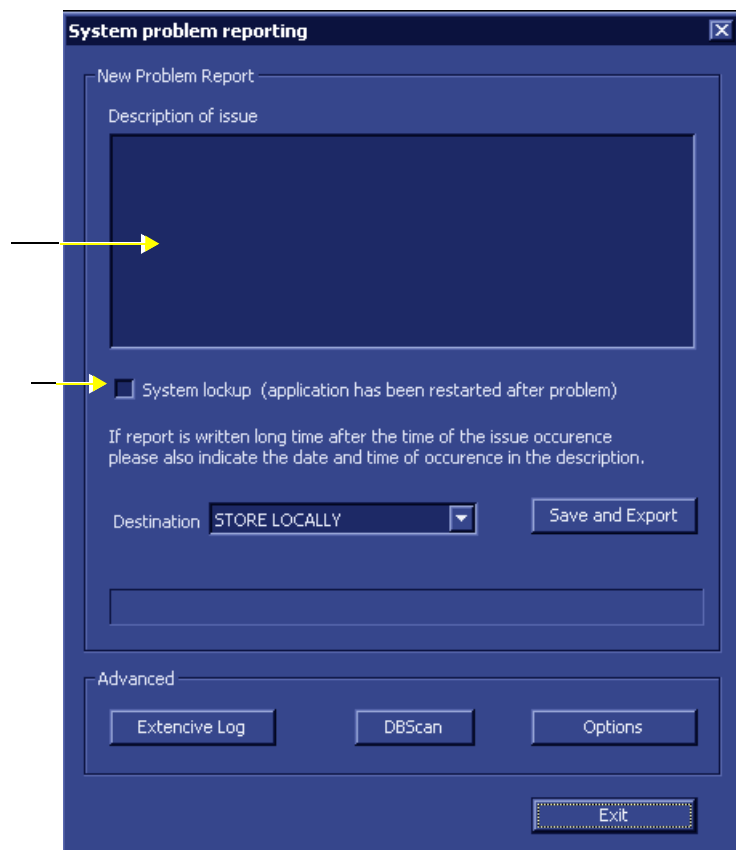 System problem reporting
New Problem Report
Description of issue
System lockup (application has been restarted after problem)
If report is written long time after the time of the issue occurence
please also indicate the date and time of occurence in the description.
Destination STORE LOCALLY Save and Export
Advanced
Extencive Log DBScan Options
Exit